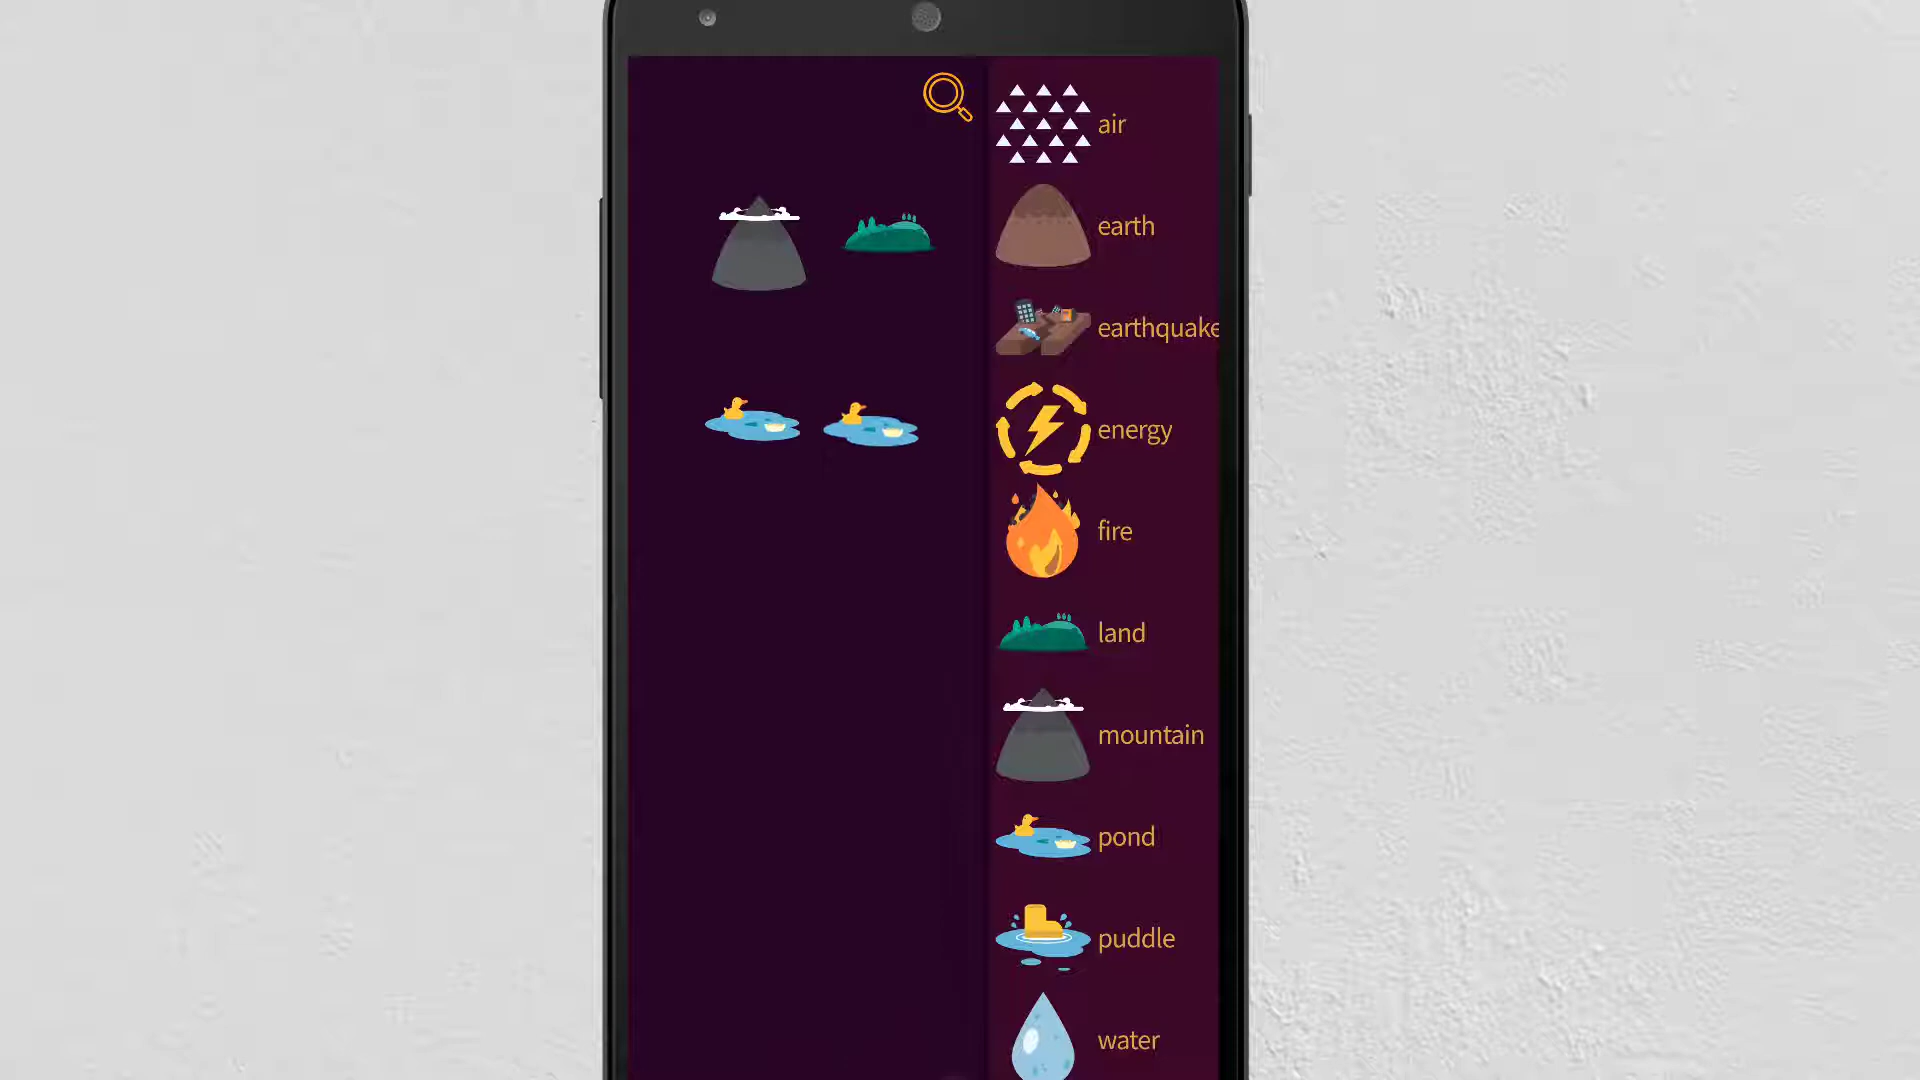 air
earth
earthquake
energy
fire
land
mountain
pond
puddle
water